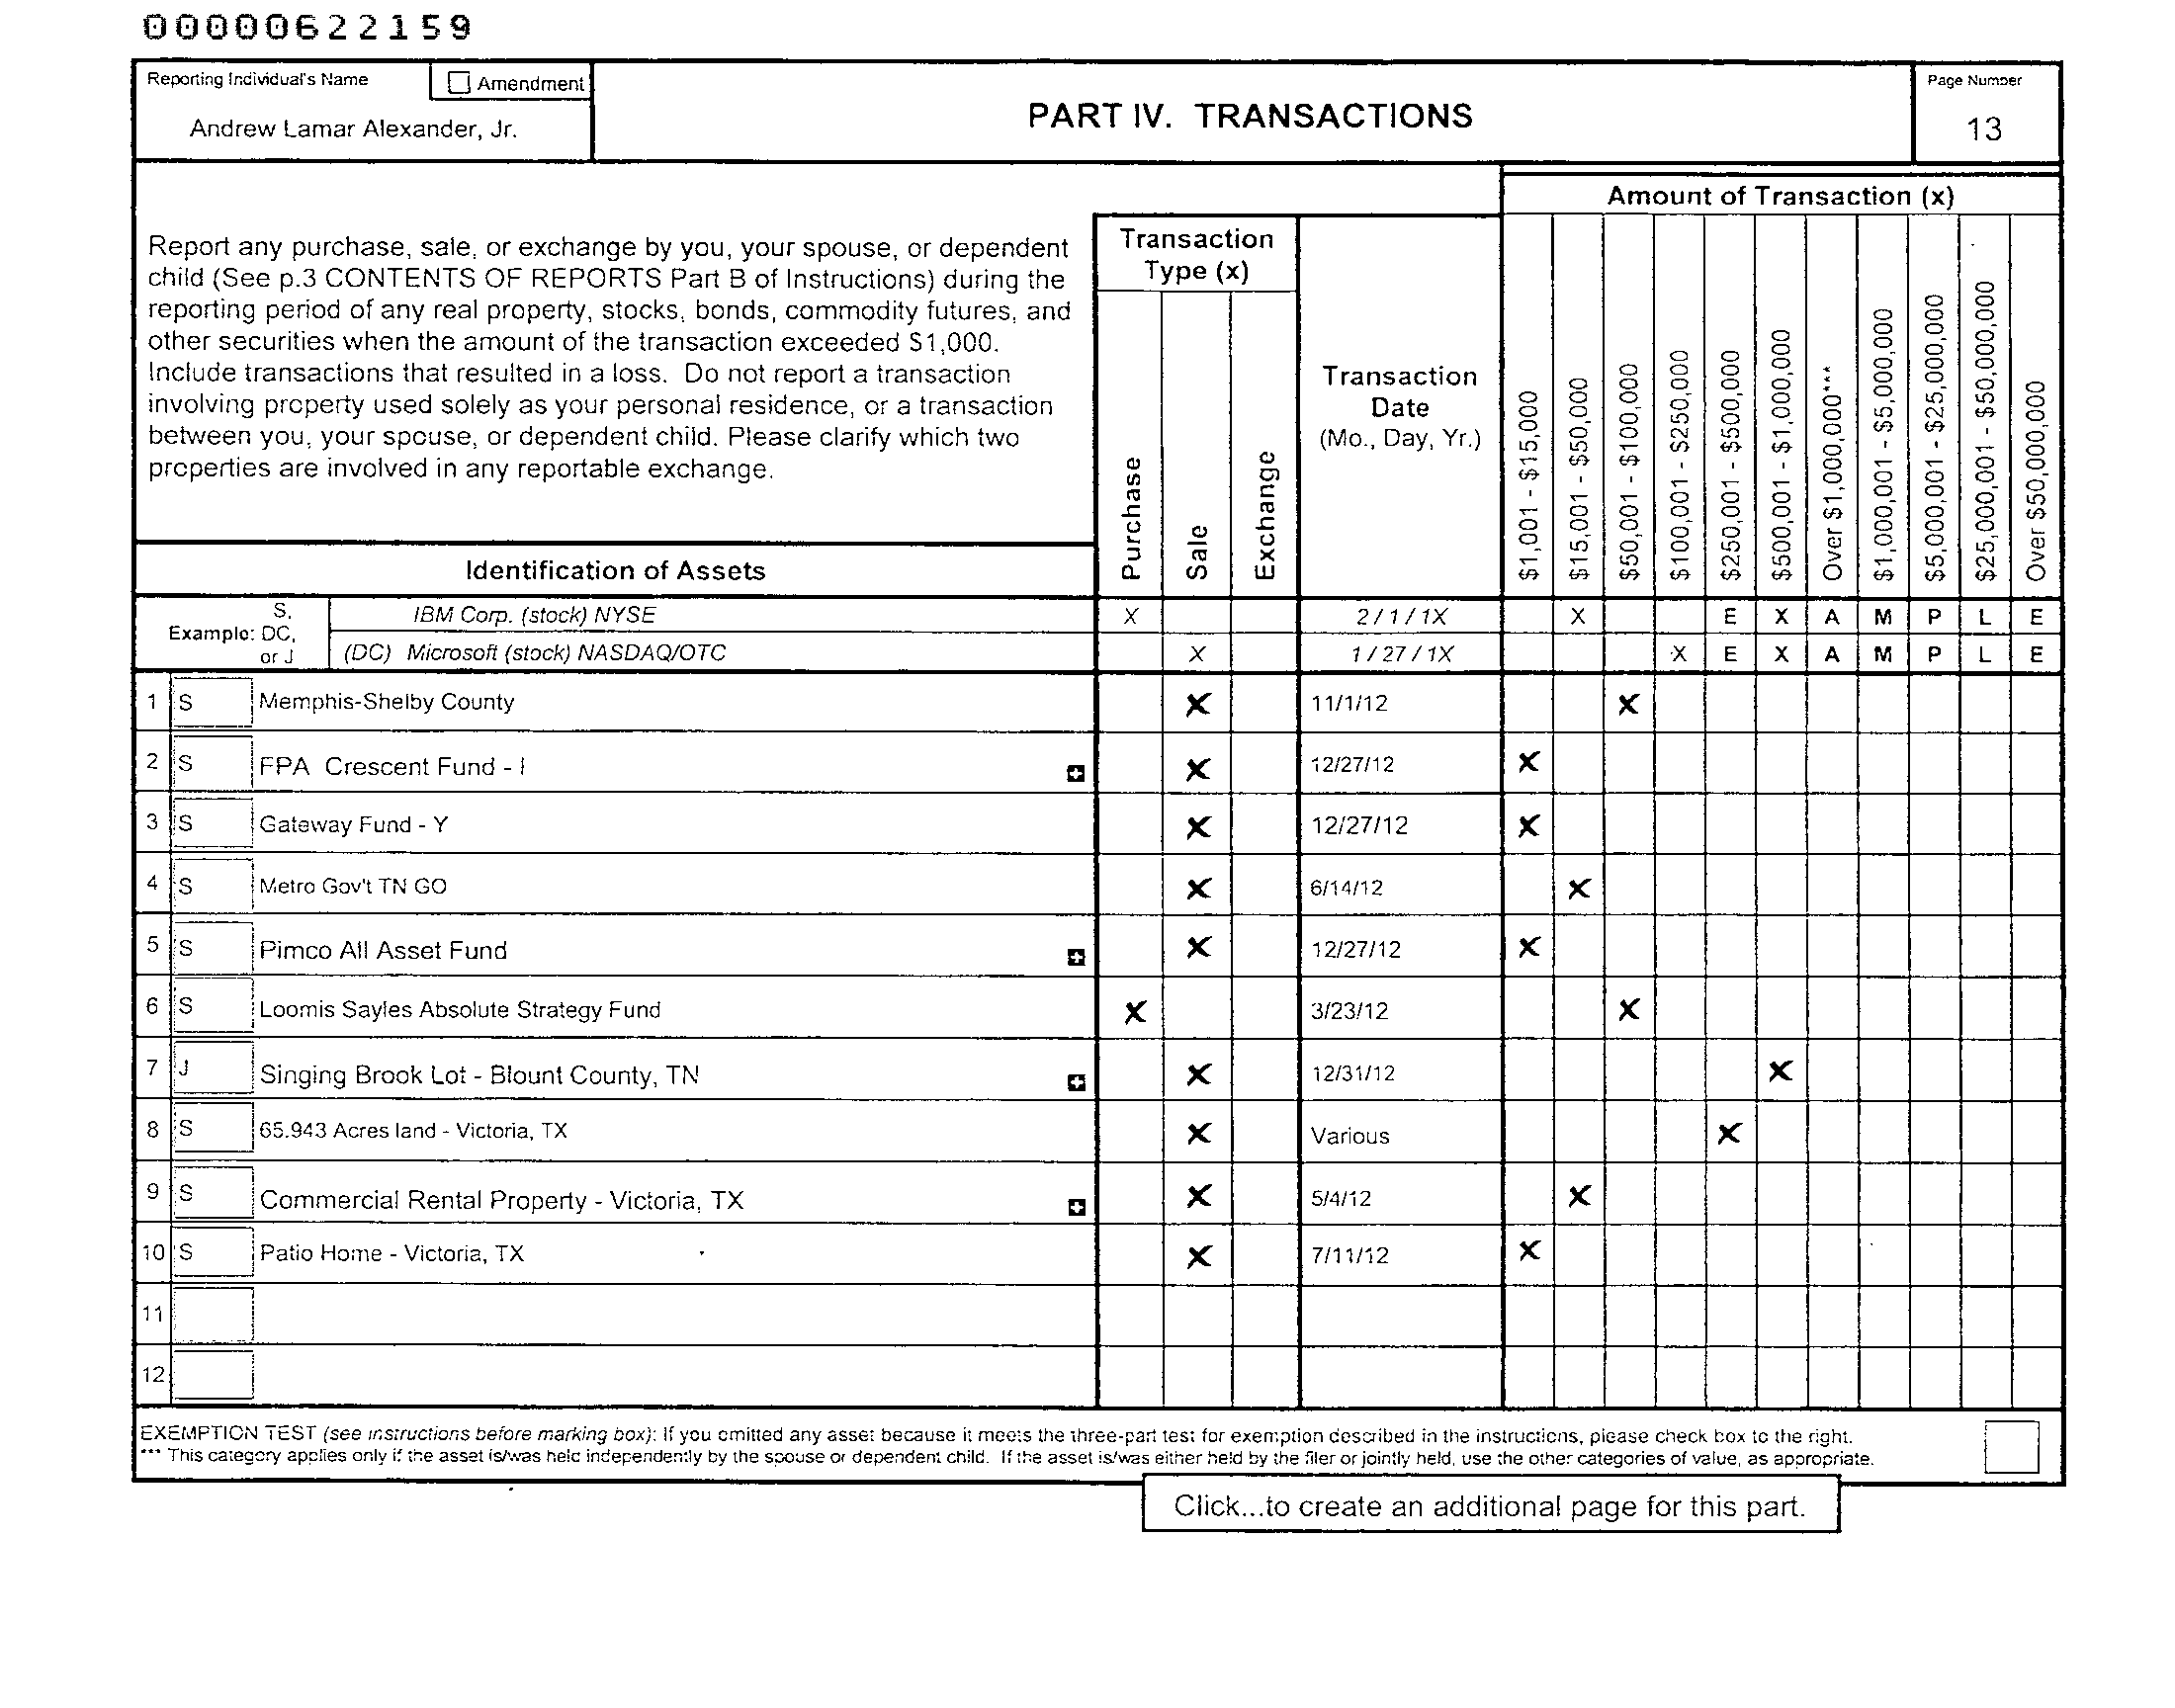 00000622159
Reporting Individual's Name
Amendment
Andrew Lamar Alexander, Jr.
PART IV. TRANSACTIONS
Page Number
13
Report any purchase, sale, or exchange by you, your spouse, or dependent
child (See p.3 CONTENTS OF REPORTS Part B of Instructions) during the
reporting period of any real property, stocks, bonds, commodity futures, and
other securities when the amount of the transaction exceeded $1,000.
Include transactions that resulted in a loss. Do not report a transaction
involving property used solely as your personal residence, or a transaction
between you, your spouse, or dependent child. Please clarify which two
properties are involved in any reportable exchange.
Identification of Assets
Transaction
Type (x)
Purchase
Sale
Exchange
Transaction
Date
(Mo., Day, Yr.)
Amount of Transaction (x)
$1,001 - $15,000
$15,001 - $50,000
$50,001 - $100,000
$100,001 - $250,000
$250,001 - $500,000
$500,001 - $1,000,000
Over $1,000,000***
$1,000,001 - $5,000,000
$5,000,001 - $25,000,000
$25,000,001 - $50,000,000
Over $50,000,000
Example: S, DC, or J
IBM Corp. (stock) NYSE X 2 / 1 / 1X X E X A M P L E
(DC) Microsoft (stock) NASDAQ/OTC X 1 / 27 / 1X X E X A M P L E
1 S Memphis-Shelby County X 11/1/12 X
2 S FPA Crescent Fund - I X 12/27/12 X
3 S Gateway Fund - Y X 12/27/12 X
4 S Metro Gov't TN GO X 6/14/12 X
5 S Pimco All Asset Fund X 12/27/12 X
6 S Loomis Sayles Absolute Strategy Fund X 3/23/12 X
7 J Singing Brook Lot - Blount County, TN X 12/31/12 X
8 S 65.943 Acres land - Victoria, TX X Various X
9 S Commercial Rental Property - Victoria, TX X 5/4/12 X
10 S Patio Home - Victoria, TX X 7/11/12 X
11
12
EXEMPTION TEST (see instructions before marking box): If you omitted any asset because it meets the three-part test for exemption described in the instructions, please check box to the right.
*** This category applies only if the asset is/was held independently by the spouse or dependent child. If the asset is/was either held by the filer or jointly held, use the other categories of value, as appropriate.
Click...to create an additional page for this part.